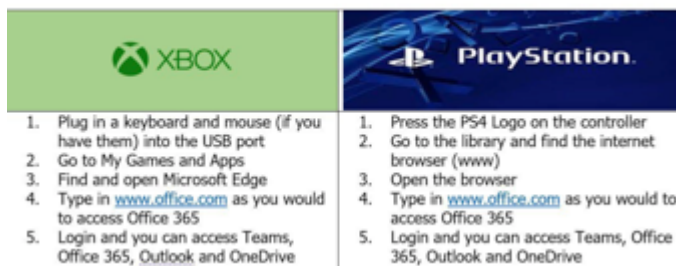 XBOX
1. Plug in a keyboard and mouse (if you
have them) into the USB port
2. Go to My Games and Apps
3. Find and open Microsoft Edge
4. Type in www.office.com as you would
to access Office 365
5. Login and you can access Teams,
Office 365, Outlook and OneDrive
PlayStation.
1. Press the PS4 Logo on the controller
2. Go to the library and find the internet
browser (www)
3. Open the browser
4. Type in www.office.com as you would to
access Office 365
5. Login and you can access Teams, Office
365, Outlook and OneDrive